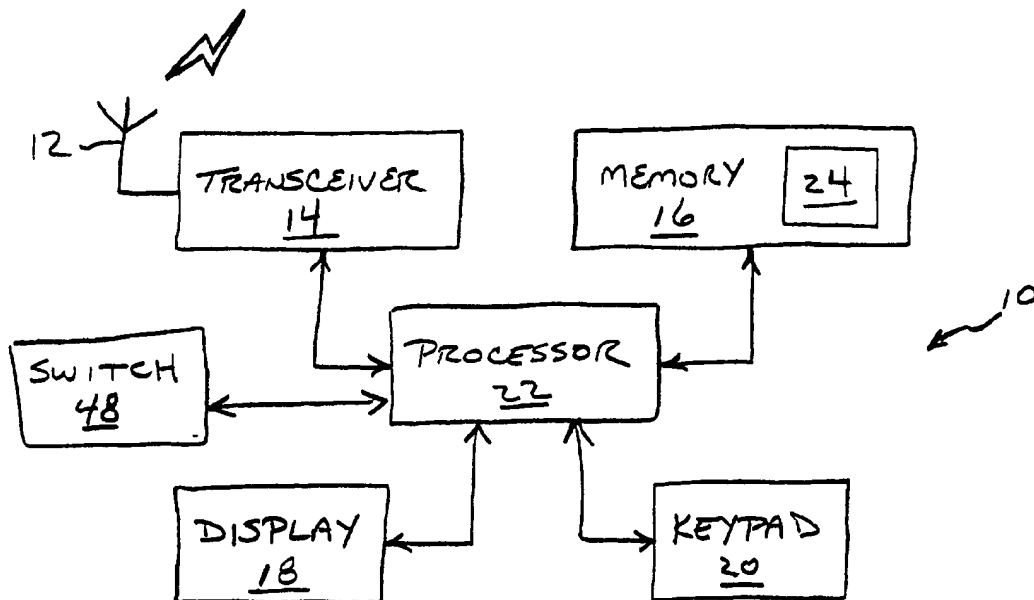 12
TRANSCEIVER
14
MEMORY
16
24
10
PROCESSOR
22
SWITCH
48
DISPLAY
18
KEYPAD
20